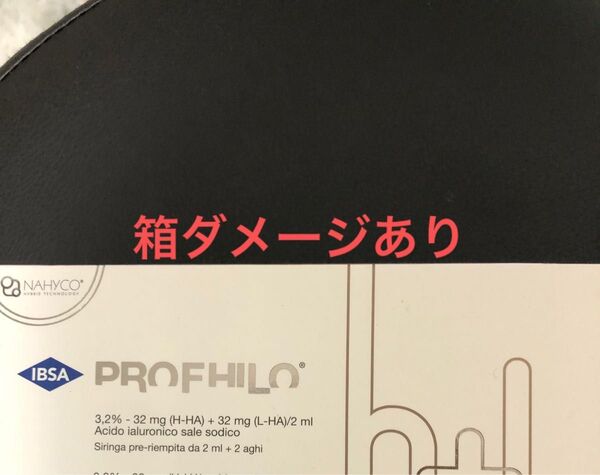 箱ダメージあり
NAHYCO®
HYBRID TECHNOLOGY
IBSA
PROFHILO®
3,2% - 32 mg (H-HA) + 32 mg (L-HA)/2 ml
Acido ialuronico sale sodico
Siringa pre-riempita da 2 ml + 2 aghi